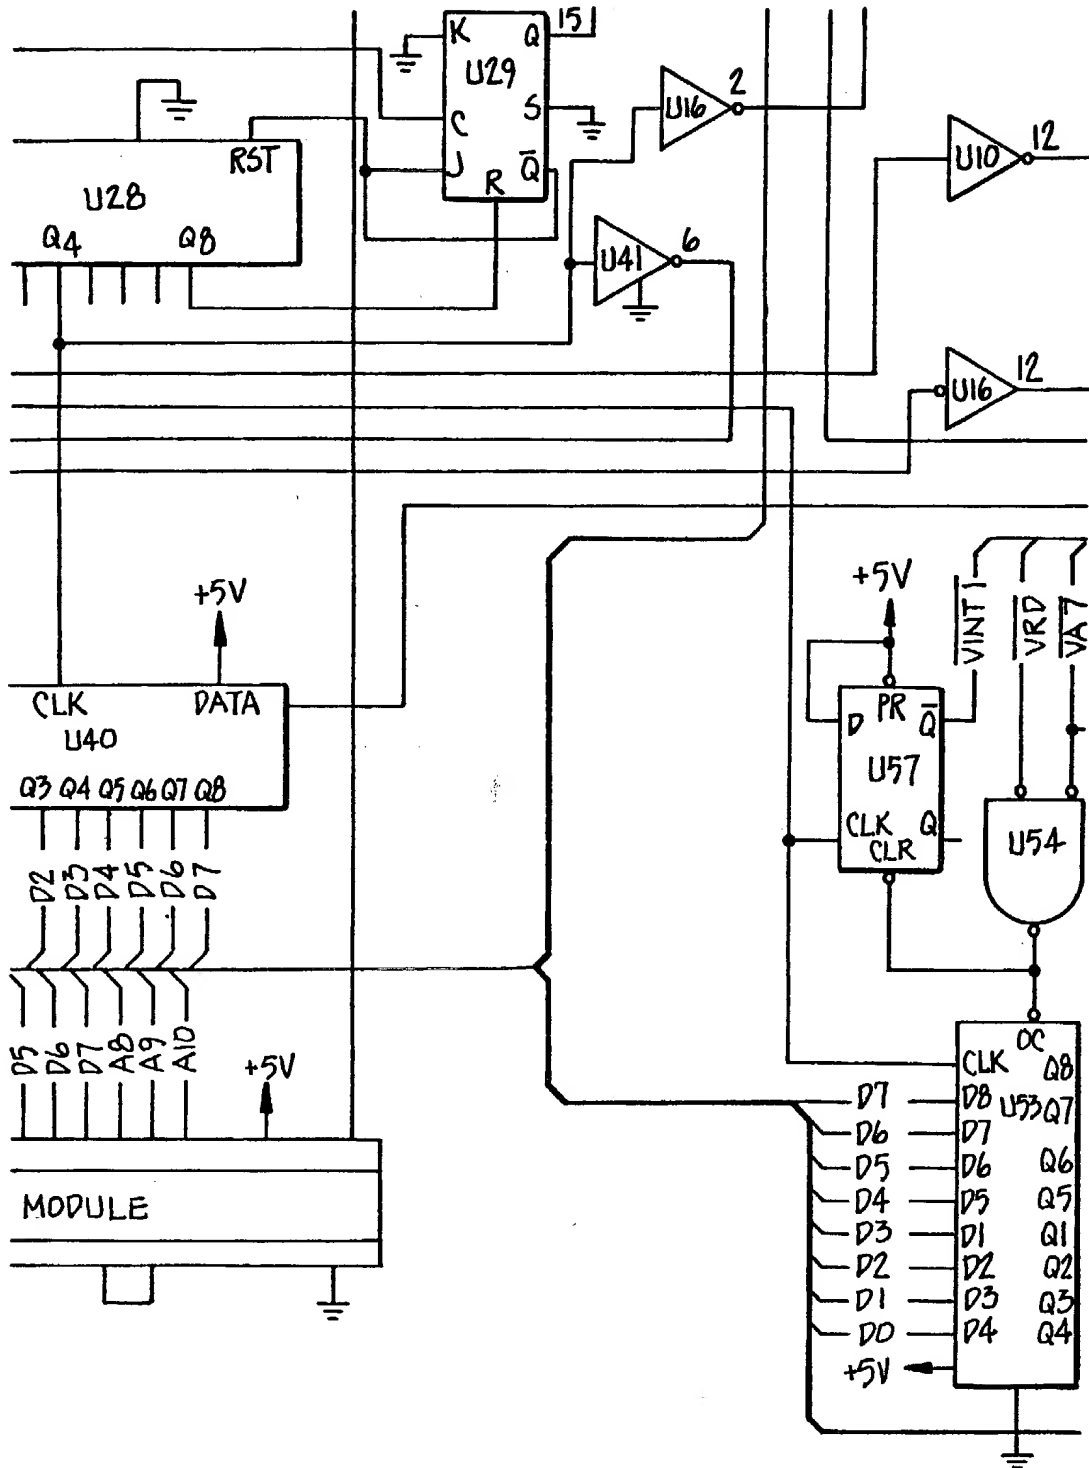 K Q 15
U29
S
C
J Q̅
R
U16 2
U10 12
RST
U28
Q4 Q8
U41 6
U16 12
+5V
CLK DATA
U40
Q3 Q4 Q5 Q6 Q7 Q8
D2 D3 D4 D5 D6 D7
D5 D6 D7 A8 A9 A10
+5V
MODULE
+5V
V̅I̅N̅T̅ ̅1̅ V̅R̅D̅ V̅A̅ ̅7̅
D PR Q̅
U57
CLK Q
CLR
U54
OC
CLK Q8
U53
D7 D8 Q7
D6 D7
D5 D6 Q6
D4 D5 Q5
D3 D1 Q1
D2 D2 Q2
D1 D3 Q3
D0 D4 Q4
+5V